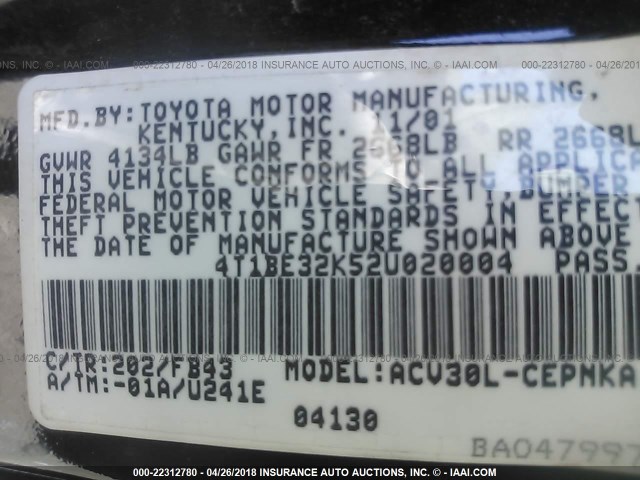 000-22312780 - 04/26/2018 INSURANCE AUTO AUCTIONS, INC. - © IAAI.COM
MFD.BY: TOYOTA MOTOR MANUFACTURING,
KENTUCKY, INC. 11/01
GVWR 4134LB GAWR FR 2668LB RR 2668L
THIS VEHICLE CONFORMS TO ALL APPLIC
FEDERAL MOTOR VEHICLE SAFETY, BUMPER
THEFT PREVENTION STANDARDS IN EFFECT
THE DATE OF MANUFACTURE SHOWN ABOVE
4T1BE32K52U020004 PASS.
C/TR:202/FB43 MODEL:ACV30L-CEPNKA
A/TM:-01A/U241E
04130
BA047997
000-22312780 - 04/26/2018 INSURANCE AUTO AUCTIONS, INC. - © IAAI.COM